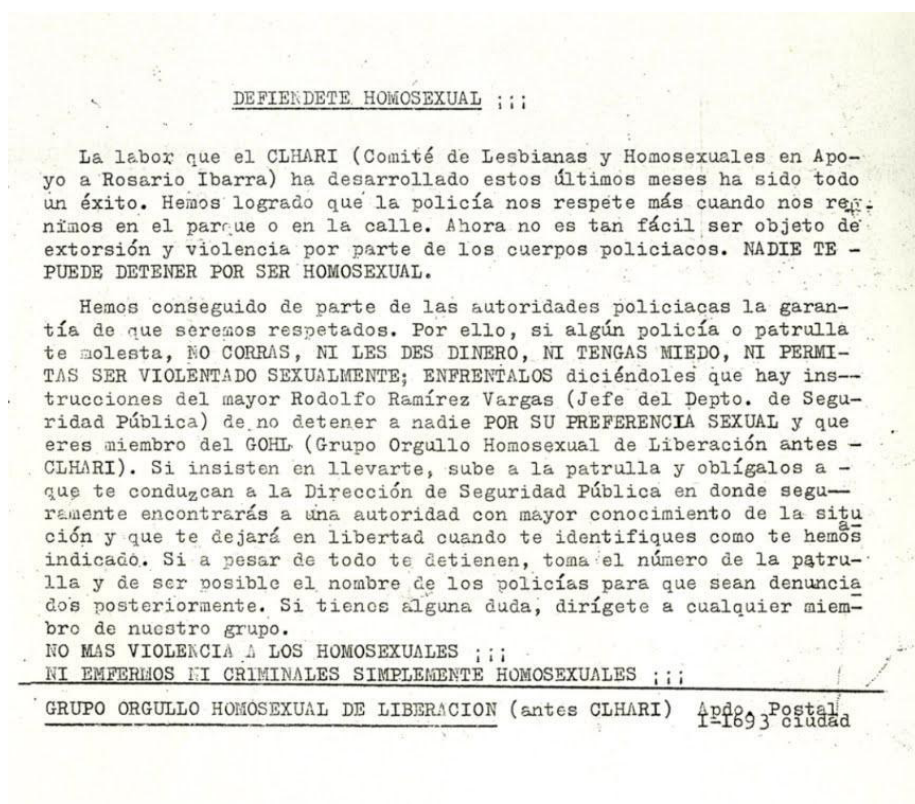 DEFIENDETE HOMOSEXUAL ¡¡¡
La labor que el CLHARI (Comité de Lesbianas y Homosexuales en Apo-
yo a Rosario Ibarra) ha desarrollado estos últimos meses ha sido todo
un éxito. Hemos logrado que la policía nos respete más cuando nos reu-
nimos en el parque o en la calle. Ahora no es tan fácil ser objeto de
extorsión y violencia por parte de los cuerpos policiacos. NADIE TE -
PUEDE DETENER POR SER HOMOSEXUAL.
Hemos conseguido de parte de las autoridades policiacas la garan-
tía de que seremos respetados. Por ello, si algún policía o patrulla
te molesta, NO CORRAS, NI LES DES DINERO, NI TENGAS MIEDO, NI PERMI-
TAS SER VIOLENTADO SEXUALMENTE; ENFRENTALOS diciéndoles que hay ins--
trucciones del mayor Rodolfo Ramírez Vargas (Jefe del Depto. de Segu-
ridad Pública) de no detener a nadie POR SU PREFERENCIA SEXUAL y que
eres miembro del GOHL (Grupo Orgullo Homosexual de Liberación antes -
CLHARI). Si insisten en llevarte, sube a la patrulla y oblígalos a -
que te conduzcan a la Dirección de Seguridad Pública en donde segu--
ramente encontrarás a una autoridad con mayor conocimiento de la situa
ción y que te dejará en libertad cuando te identifiques como te hemos
indicado. Si a pesar de todo te detienen, toma el número de la patru-
lla y de ser posible el nombre de los policías para que sean denuncia
dos posteriormente. Si tienes alguna duda, dirígete a cualquier miem-
bro de nuestro grupo.
NO MAS VIOLENCIA A LOS HOMOSEXUALES ¡¡¡
NI EMFERMOS NI CRIMINALES SIMPLEMENTE HOMOSEXUALES ¡¡¡
GRUPO ORGULLO HOMOSEXUAL DE LIBERACION (antes CLHARI) Apdo. Postal
I-1693 ciudad